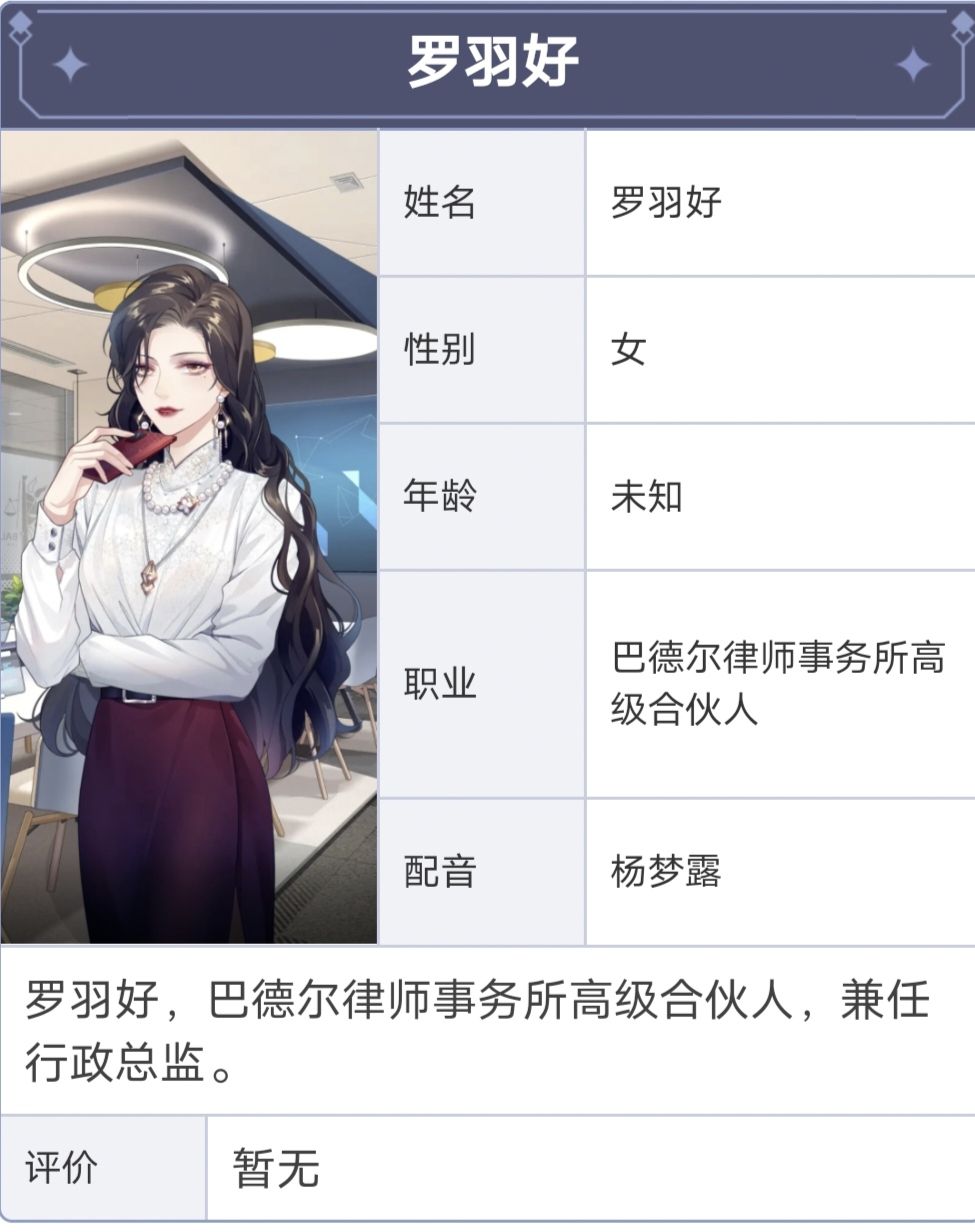 罗羽好
姓名
罗羽好
性别
女
年龄
未知
职业
巴德尔律师事务所高
级合伙人
配音
杨梦露
罗羽好，巴德尔律师事务所高级合伙人，兼任
行政总监。
评价
暂无